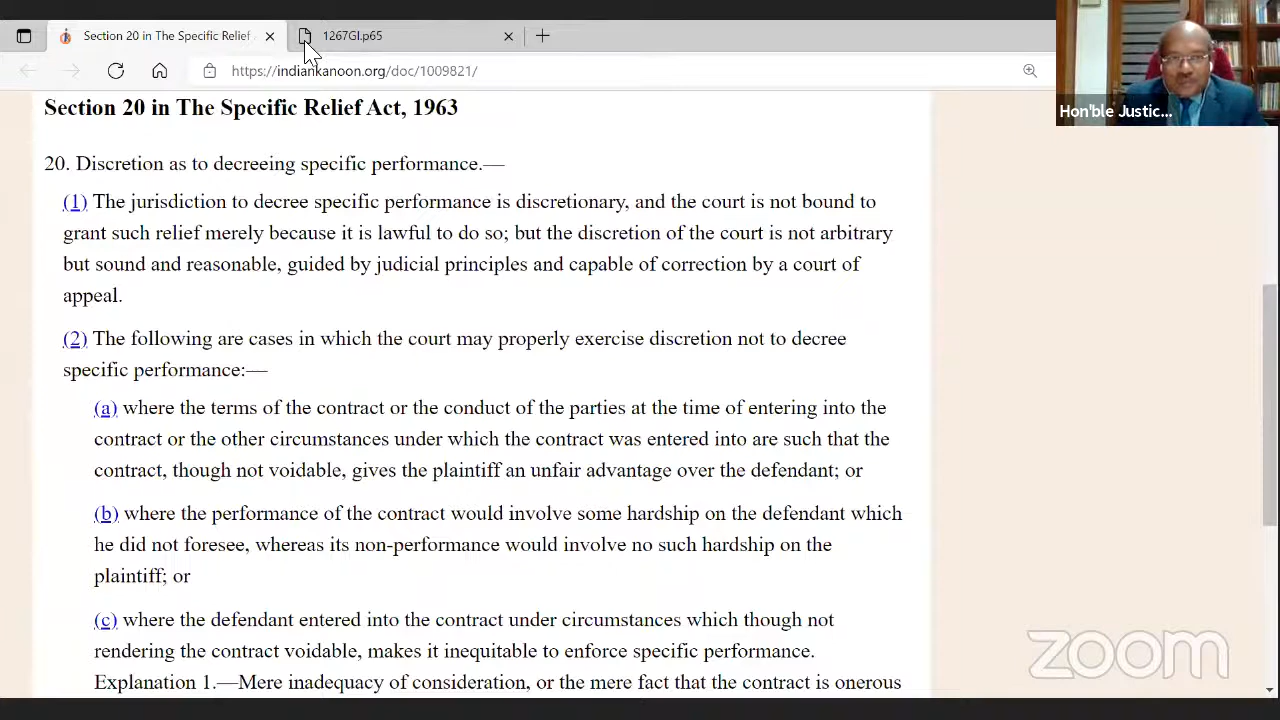 Section 20 in The Specific Relief
1267GI.p65
https://indiankanoon.org/doc/1009821/
Hon'ble Justic...
Section 20 in The Specific Relief Act, 1963
20. Discretion as to decreeing specific performance.—
(1) The jurisdiction to decree specific performance is discretionary, and the court is not bound to
grant such relief merely because it is lawful to do so; but the discretion of the court is not arbitrary
but sound and reasonable, guided by judicial principles and capable of correction by a court of
appeal.
(2) The following are cases in which the court may properly exercise discretion not to decree
specific performance:—
(a) where the terms of the contract or the conduct of the parties at the time of entering into the
contract or the other circumstances under which the contract was entered into are such that the
contract, though not voidable, gives the plaintiff an unfair advantage over the defendant; or
(b) where the performance of the contract would involve some hardship on the defendant which
he did not foresee, whereas its non-performance would involve no such hardship on the
plaintiff; or
(c) where the defendant entered into the contract under circumstances which though not
rendering the contract voidable, makes it inequitable to enforce specific performance.
Explanation 1.—Mere inadequacy of consideration, or the mere fact that the contract is onerous
zoom